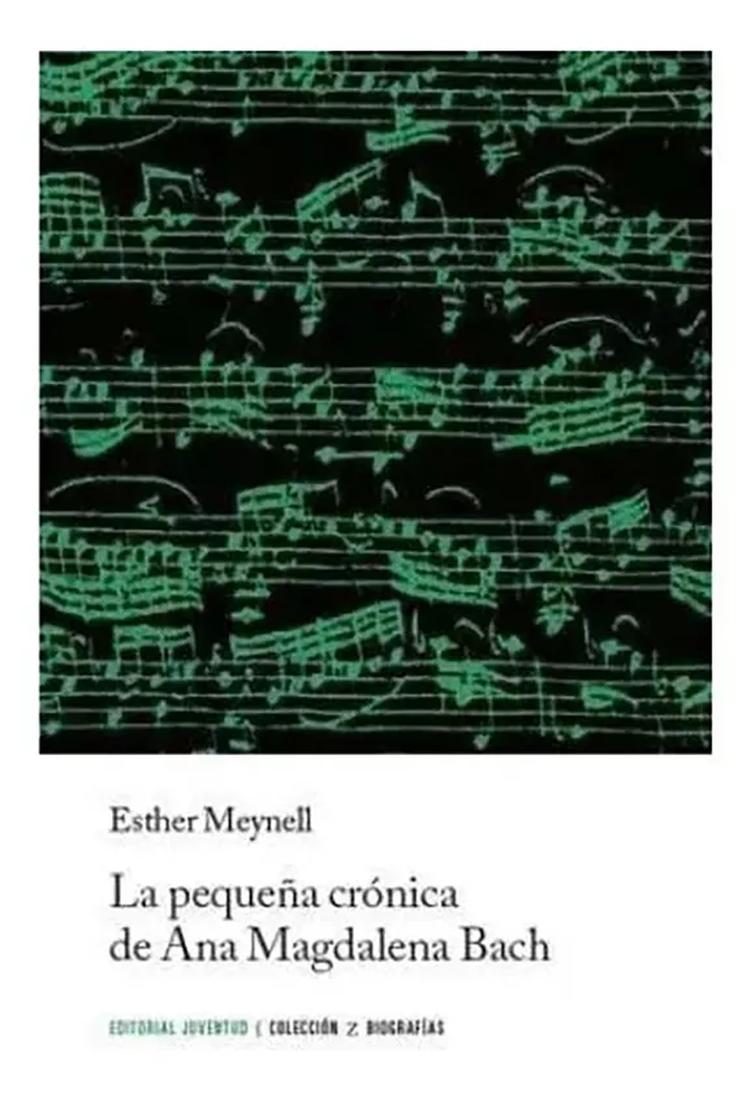 Esther Meynell
La pequeña crónica
de Ana Magdalena Bach
EDITORIAL JUVENTUD { COLECCIÓN Z BIOGRAFÍAS